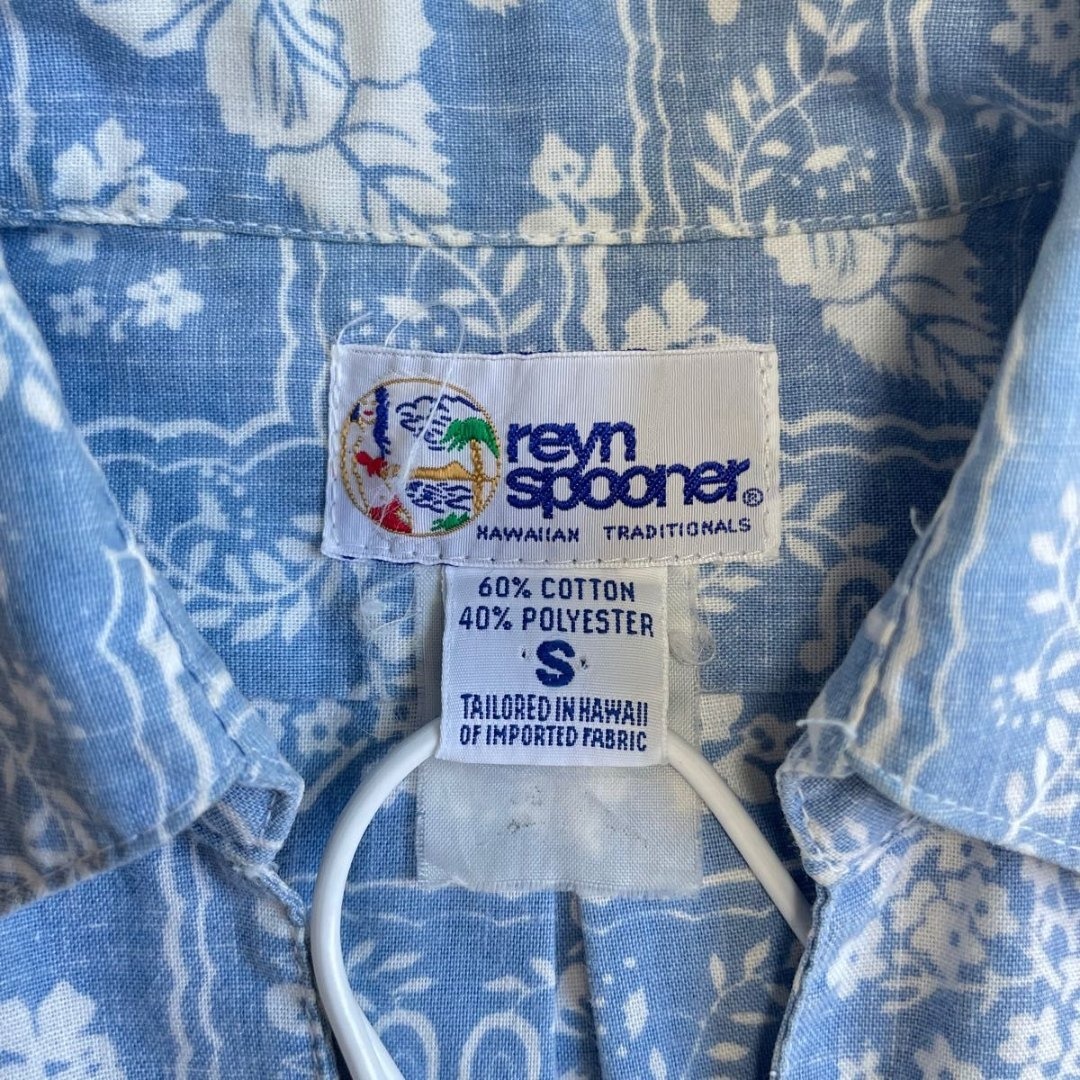 reyn
spooner®
HAWAIIAN TRADITIONALS
60% COTTON
40% POLYESTER
S
TAILORED IN HAWAII
OF IMPORTED FABRIC